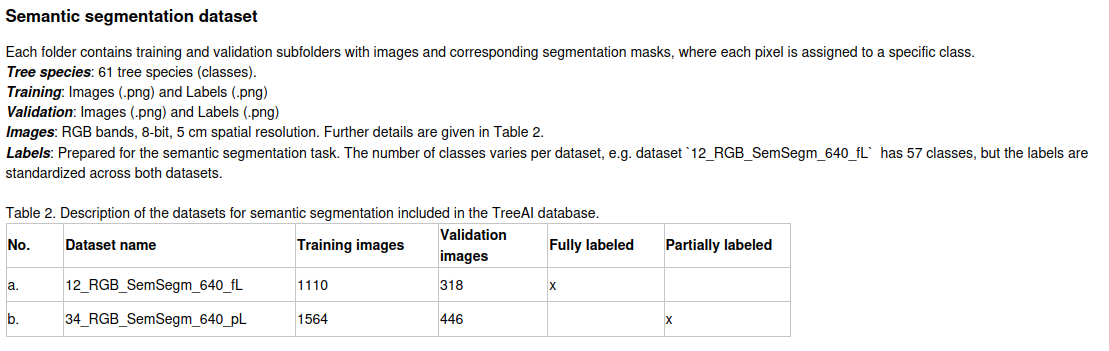 Semantic segmentation dataset
Each folder contains training and validation subfolders with images and corresponding segmentation masks, where each pixel is assigned to a specific class.
Tree species: 61 tree species (classes).
Training: Images (.png) and Labels (.png)
Validation: Images (.png) and Labels (.png)
Images: RGB bands, 8-bit, 5 cm spatial resolution. Further details are given in Table 2.
Labels: Prepared for the semantic segmentation task. The number of classes varies per dataset, e.g. dataset `12_RGB_SemSegm_640_fL` has 57 classes, but the labels are
standardized across both datasets.
Table 2. Description of the datasets for semantic segmentation included in the TreeAI database.
No. Dataset name Training images Validation images Fully labeled Partially labeled
a. 12_RGB_SemSegm_640_fL 1110 318 x
b. 34_RGB_SemSegm_640_pL 1564 446 x